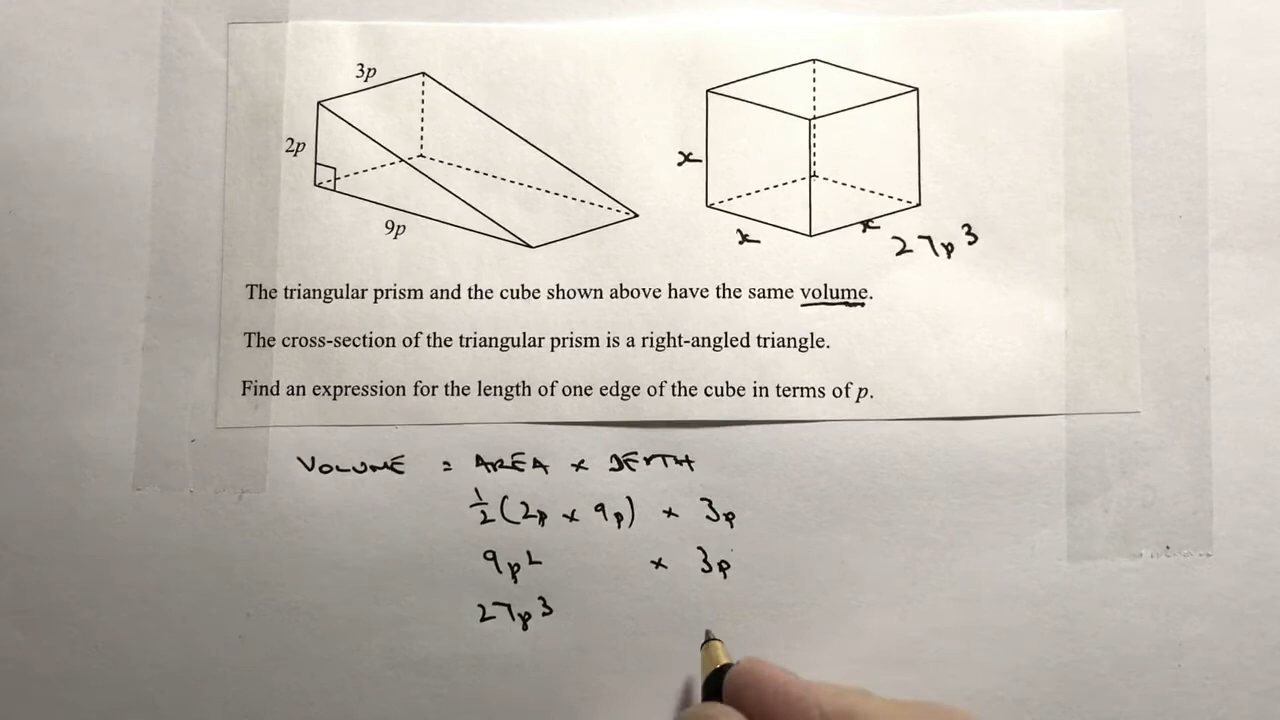 3p
2p
9p
x
x
x
27p³
The triangular prism and the cube shown above have the same volume.
The cross-section of the triangular prism is a right-angled triangle.
Find an expression for the length of one edge of the cube in terms of p.
VOLUME = AREA × DEPTH
½(2p × 9p) × 3p
9p² × 3p
27p³